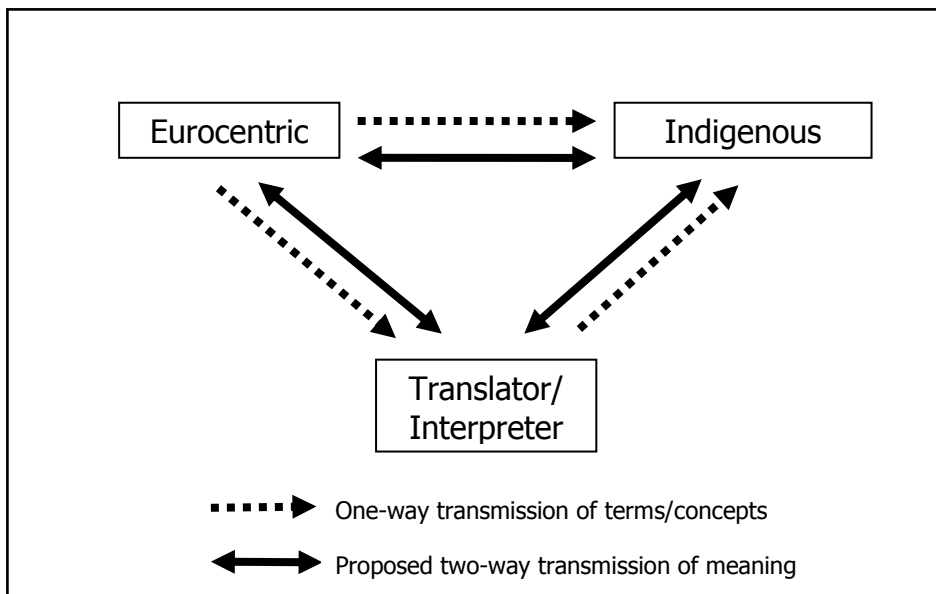 Eurocentric
Indigenous
Translator/
Interpreter
One-way transmission of terms/concepts
Proposed two-way transmission of meaning